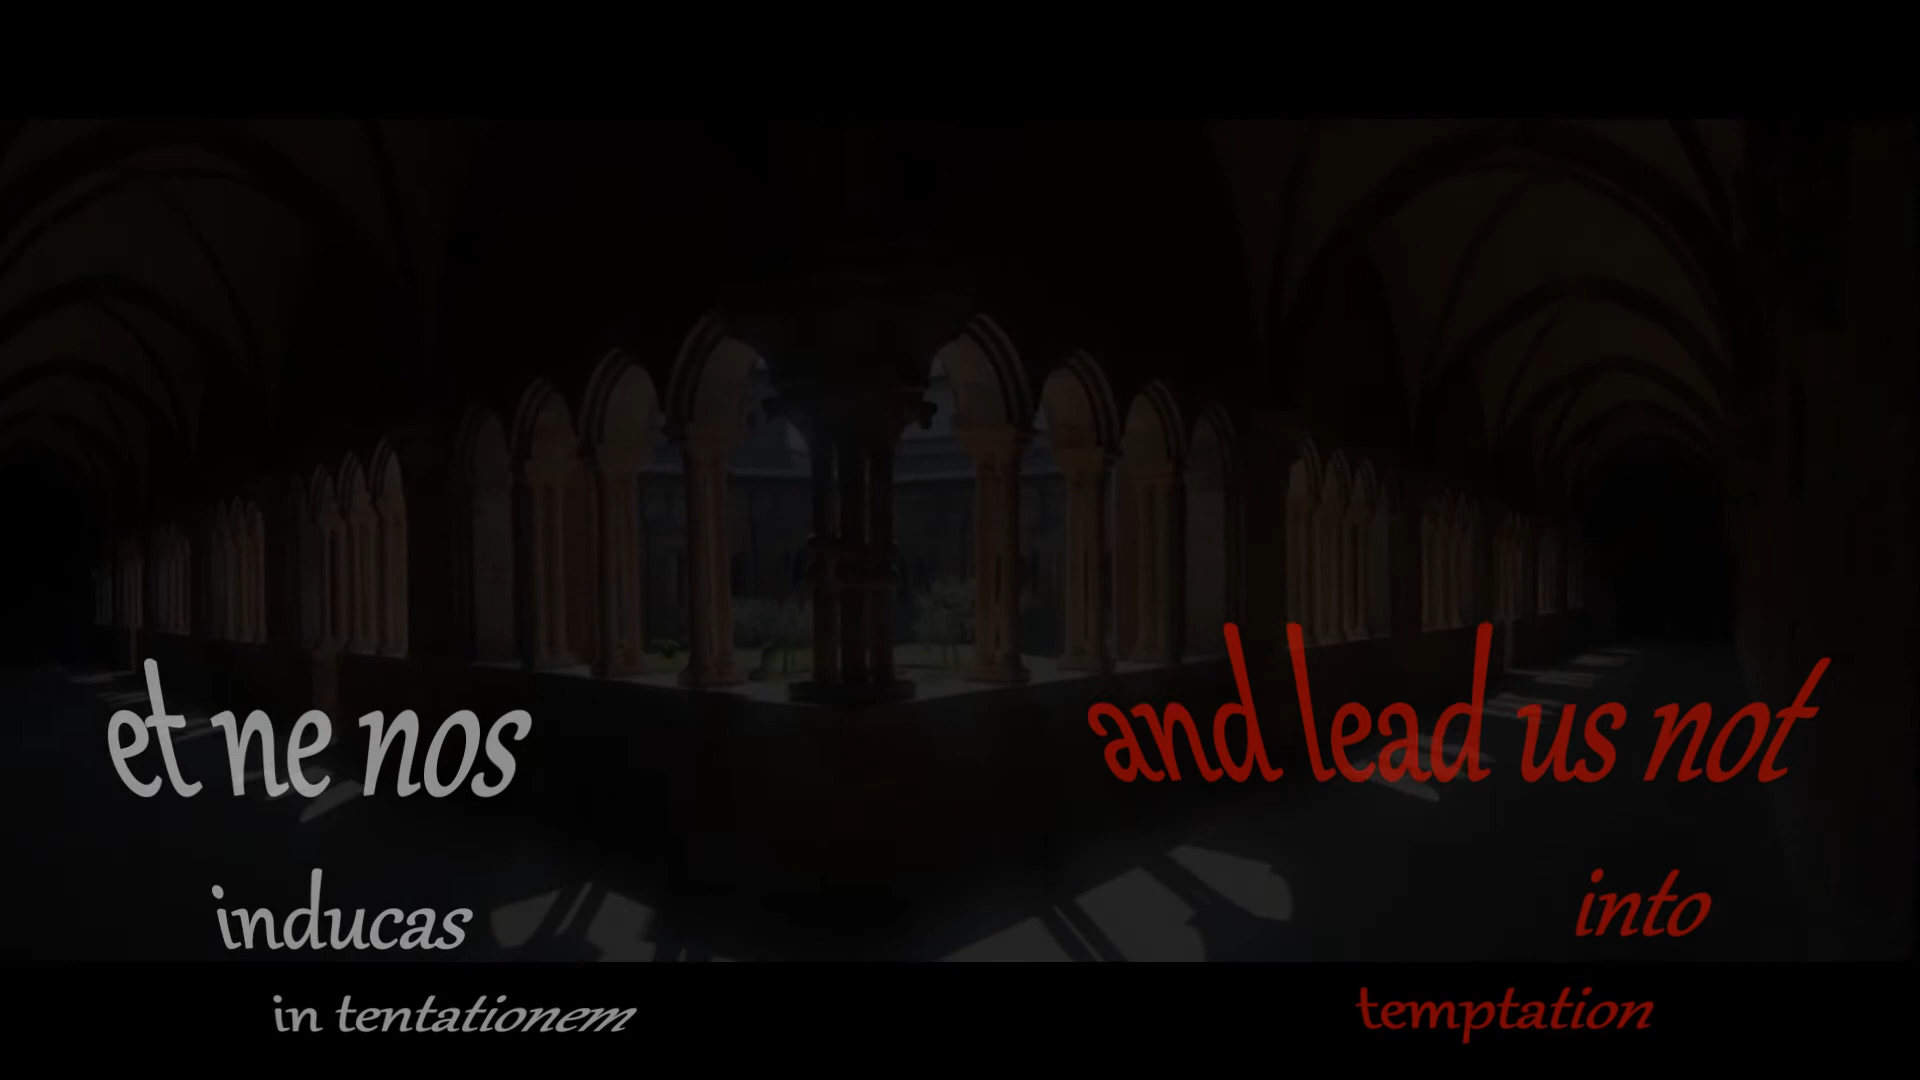 et ne nos
inducas
in tentationem
and lead us not
into
temptation